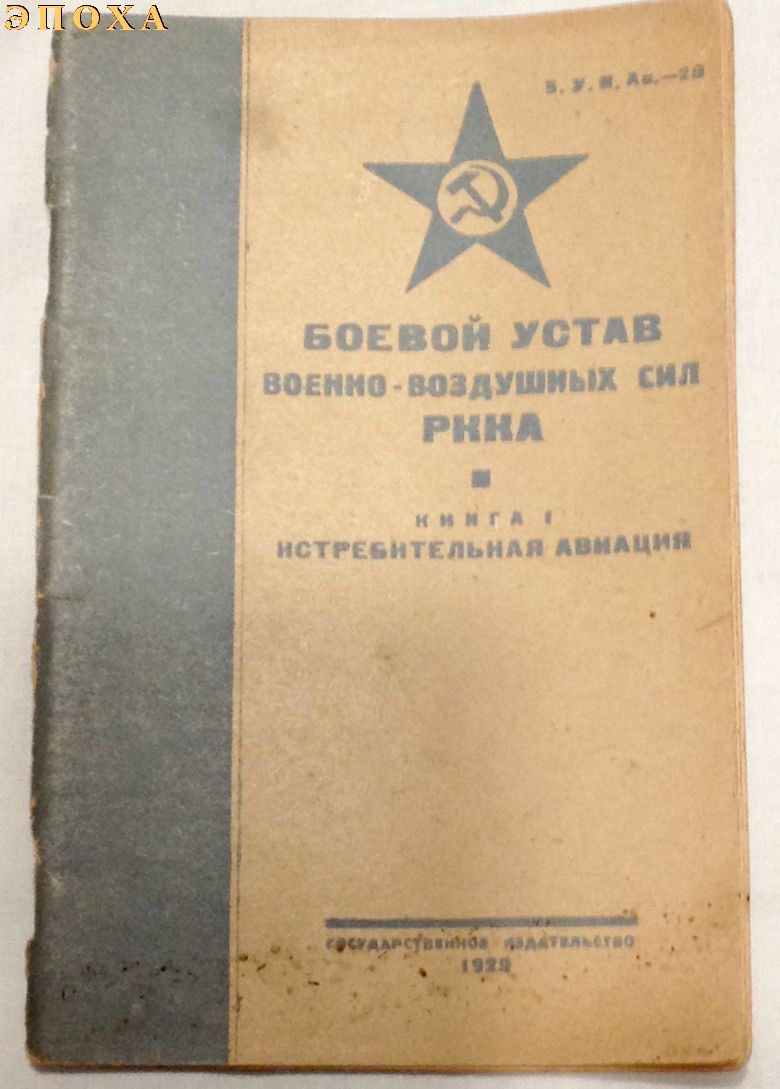 ЭПОХА
Б. У. И. Ав.—29
БОЕВОЙ УСТАВ
ВОЕННО-ВОЗДУШНЫХ СИЛ
РККА
КНИГА I
ИСТРЕБИТЕЛЬНАЯ АВИАЦИЯ
ГОСУДАРСТВЕННОЕ ИЗДАТЕЛЬСТВО
1929